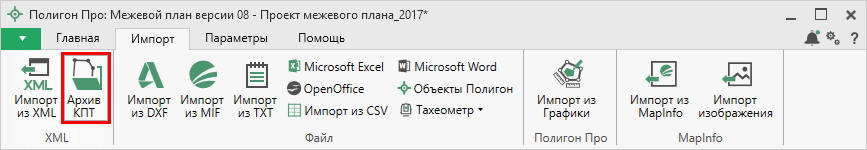 Полигон Про: Межевой план версии 08 - Проект межевого плана_2017*
Главная Импорт Параметры Помощь
XML
Импорт из XML
Архив КПТ
Импорт из DXF
Импорт из MIF
Импорт из TXT
Microsoft Excel
OpenOffice
Импорт из CSV
Microsoft Word
Объекты Полигон
Тахеометр
Импорт из Графики
Импорт из MapInfo
Импорт изображения
XML Файл Полигон Про MapInfo